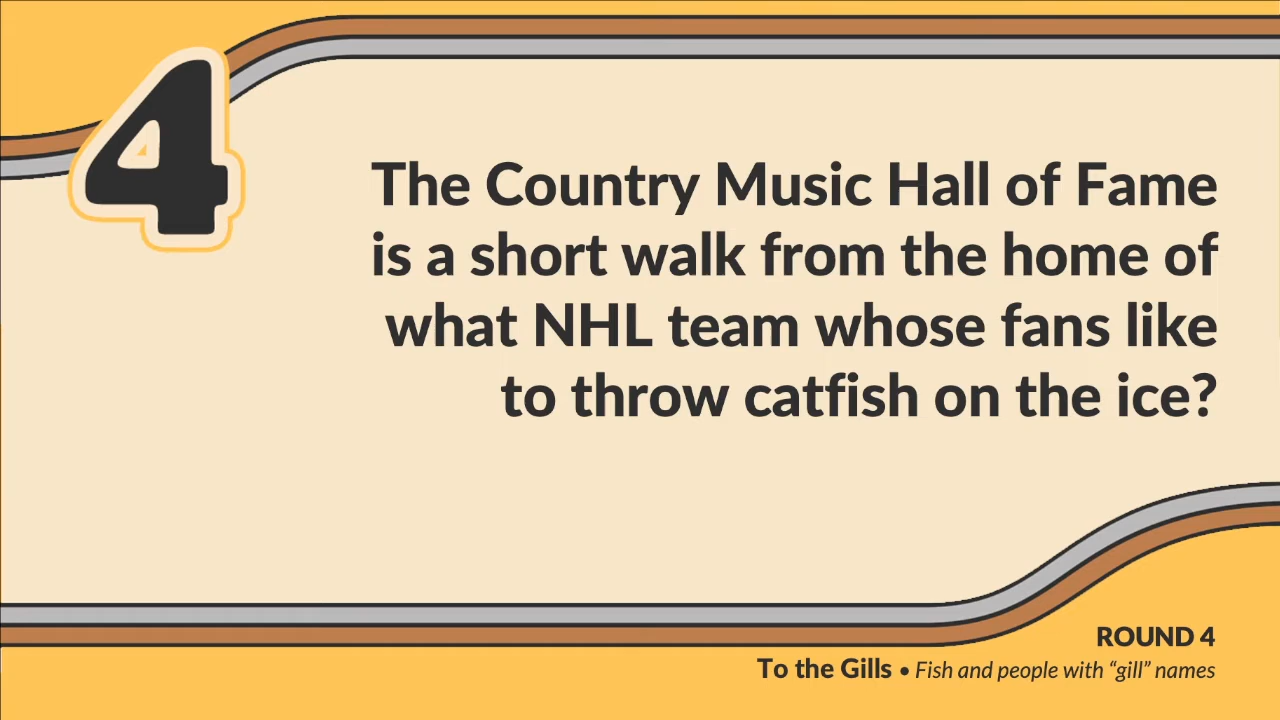 4
The Country Music Hall of Fame
is a short walk from the home of
what NHL team whose fans like
to throw catfish on the ice?
ROUND 4
To the Gills • Fish and people with “gill” names